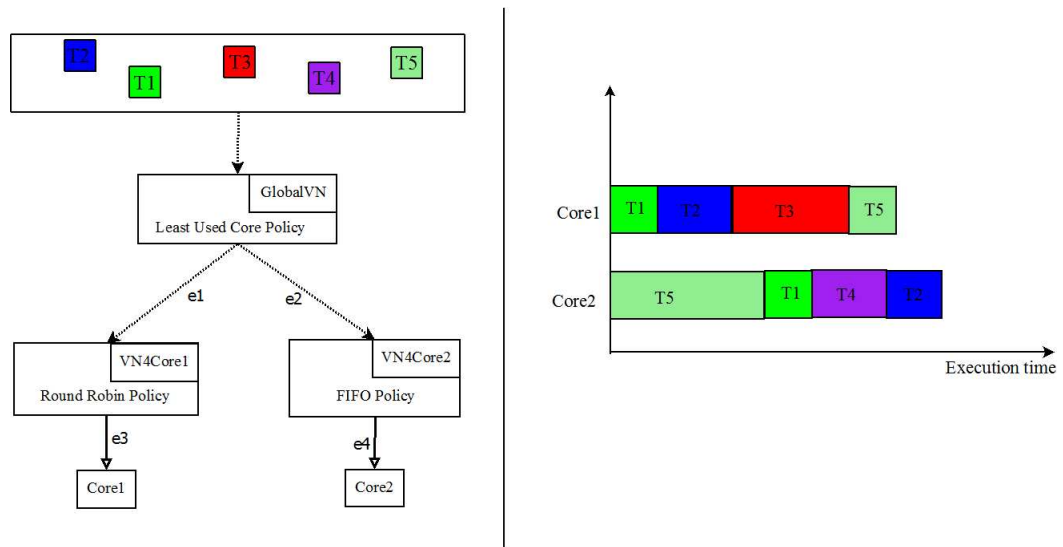 T2
T1
T3
T4
T5
GlobalVN
Least Used Core Policy
e1
e2
VN4Core1
Round Robin Policy
VN4Core2
FIFO Policy
e3
e4
Core1
Core2
Core1
T1
T2
T3
T5
Core2
T5
T1
T4
T2
Execution time